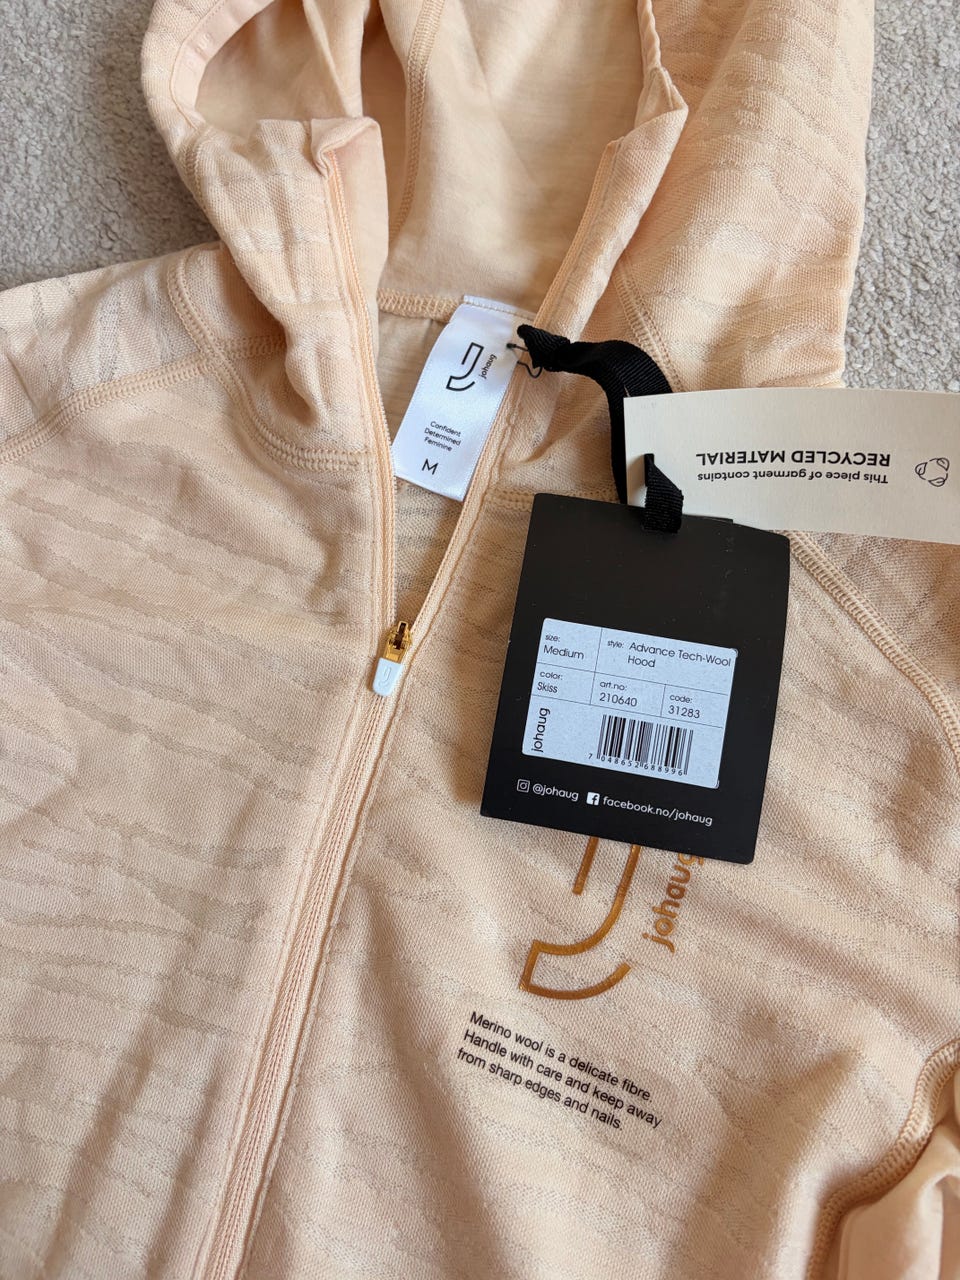 johaug
Confident
Determined
Feminine
M
This piece of garment contains
RECYCLED MATERIAL
size:
Medium
style: Advance Tech-Wool
Hood
color:
Skiss
art.no:
210640
code:
31283
johaug
7 048652 688996
@johaug facebook.no/johaug
johaug
Merino wool is a delicate fibre.
Handle with care and keep away
from sharp edges and nails.